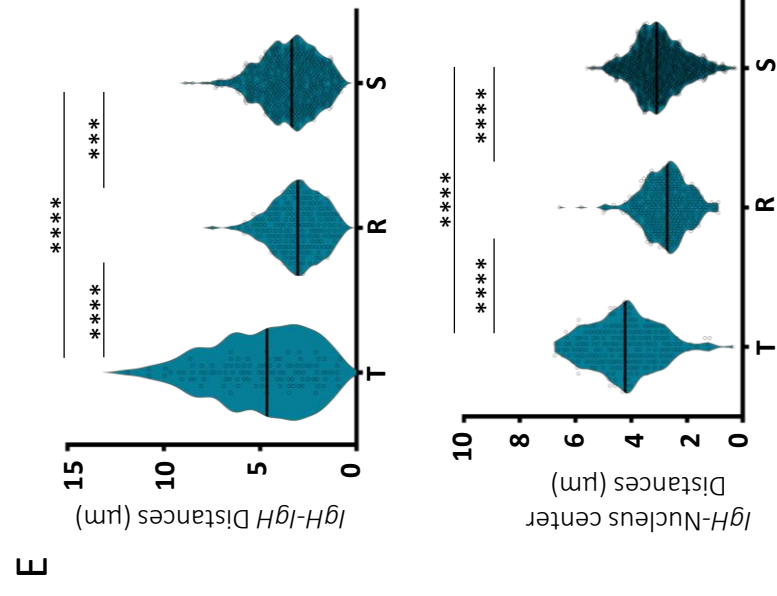 E
IgH-IgH Distances (μm)
15
10
5
0
****
**** ***
T R S
IgH-Nucleus center
Distances (μm)
10
8
6
4
2
0
****
**** ****
T R S